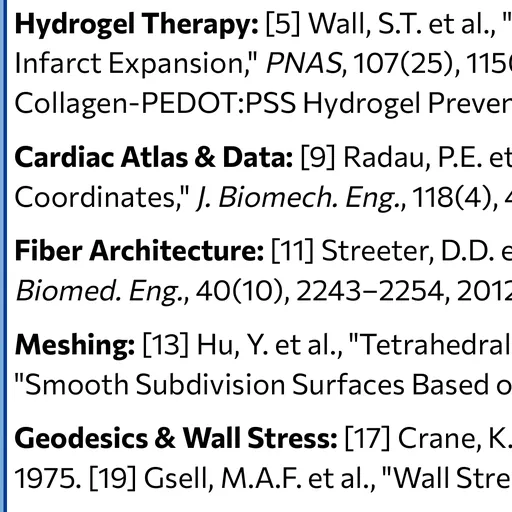 Hydrogel Therapy: [5] Wall, S.T. et al., "
Infarct Expansion," PNAS, 107(25), 115
Collagen-PEDOT:PSS Hydrogel Preven
Cardiac Atlas & Data: [9] Radau, P.E. et
Coordinates," J. Biomech. Eng., 118(4), 4
Fiber Architecture: [11] Streeter, D.D. e
Biomed. Eng., 40(10), 2243–2254, 2012
Meshing: [13] Hu, Y. et al., "Tetrahedral
"Smooth Subdivision Surfaces Based o
Geodesics & Wall Stress: [17] Crane, K.
1975. [19] Gsell, M.A.F. et al., "Wall Stre